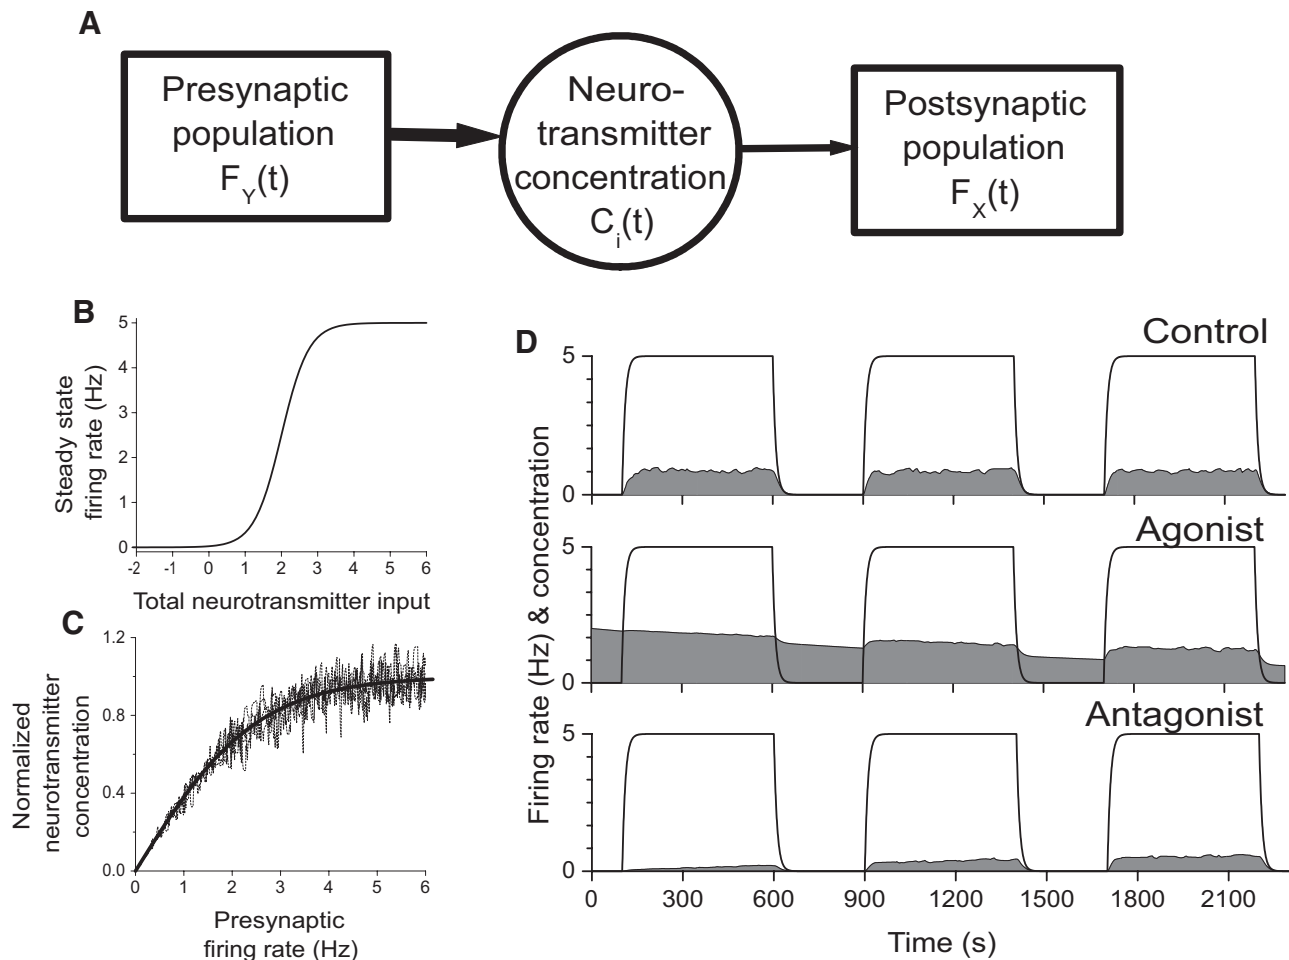 A
Presynaptic
population
F_Y(t)
Neuro-
transmitter
concentration
C_i(t)
Postsynaptic
population
F_X(t)
B
Steady state
firing rate (Hz)
5
4
3
2
1
0
-2 -1 0 1 2 3 4 5 6
Total neurotransmitter input
C
Normalized
neurotransmitter
concentration
1.2
0.8
0.4
0.0
0 1 2 3 4 5 6
Presynaptic
firing rate (Hz)
D
Firing rate (Hz) & concentration
Control
5
0
Agonist
5
0
Antagonist
5
0
0 300 600 900 1200 1500 1800 2100
Time (s)